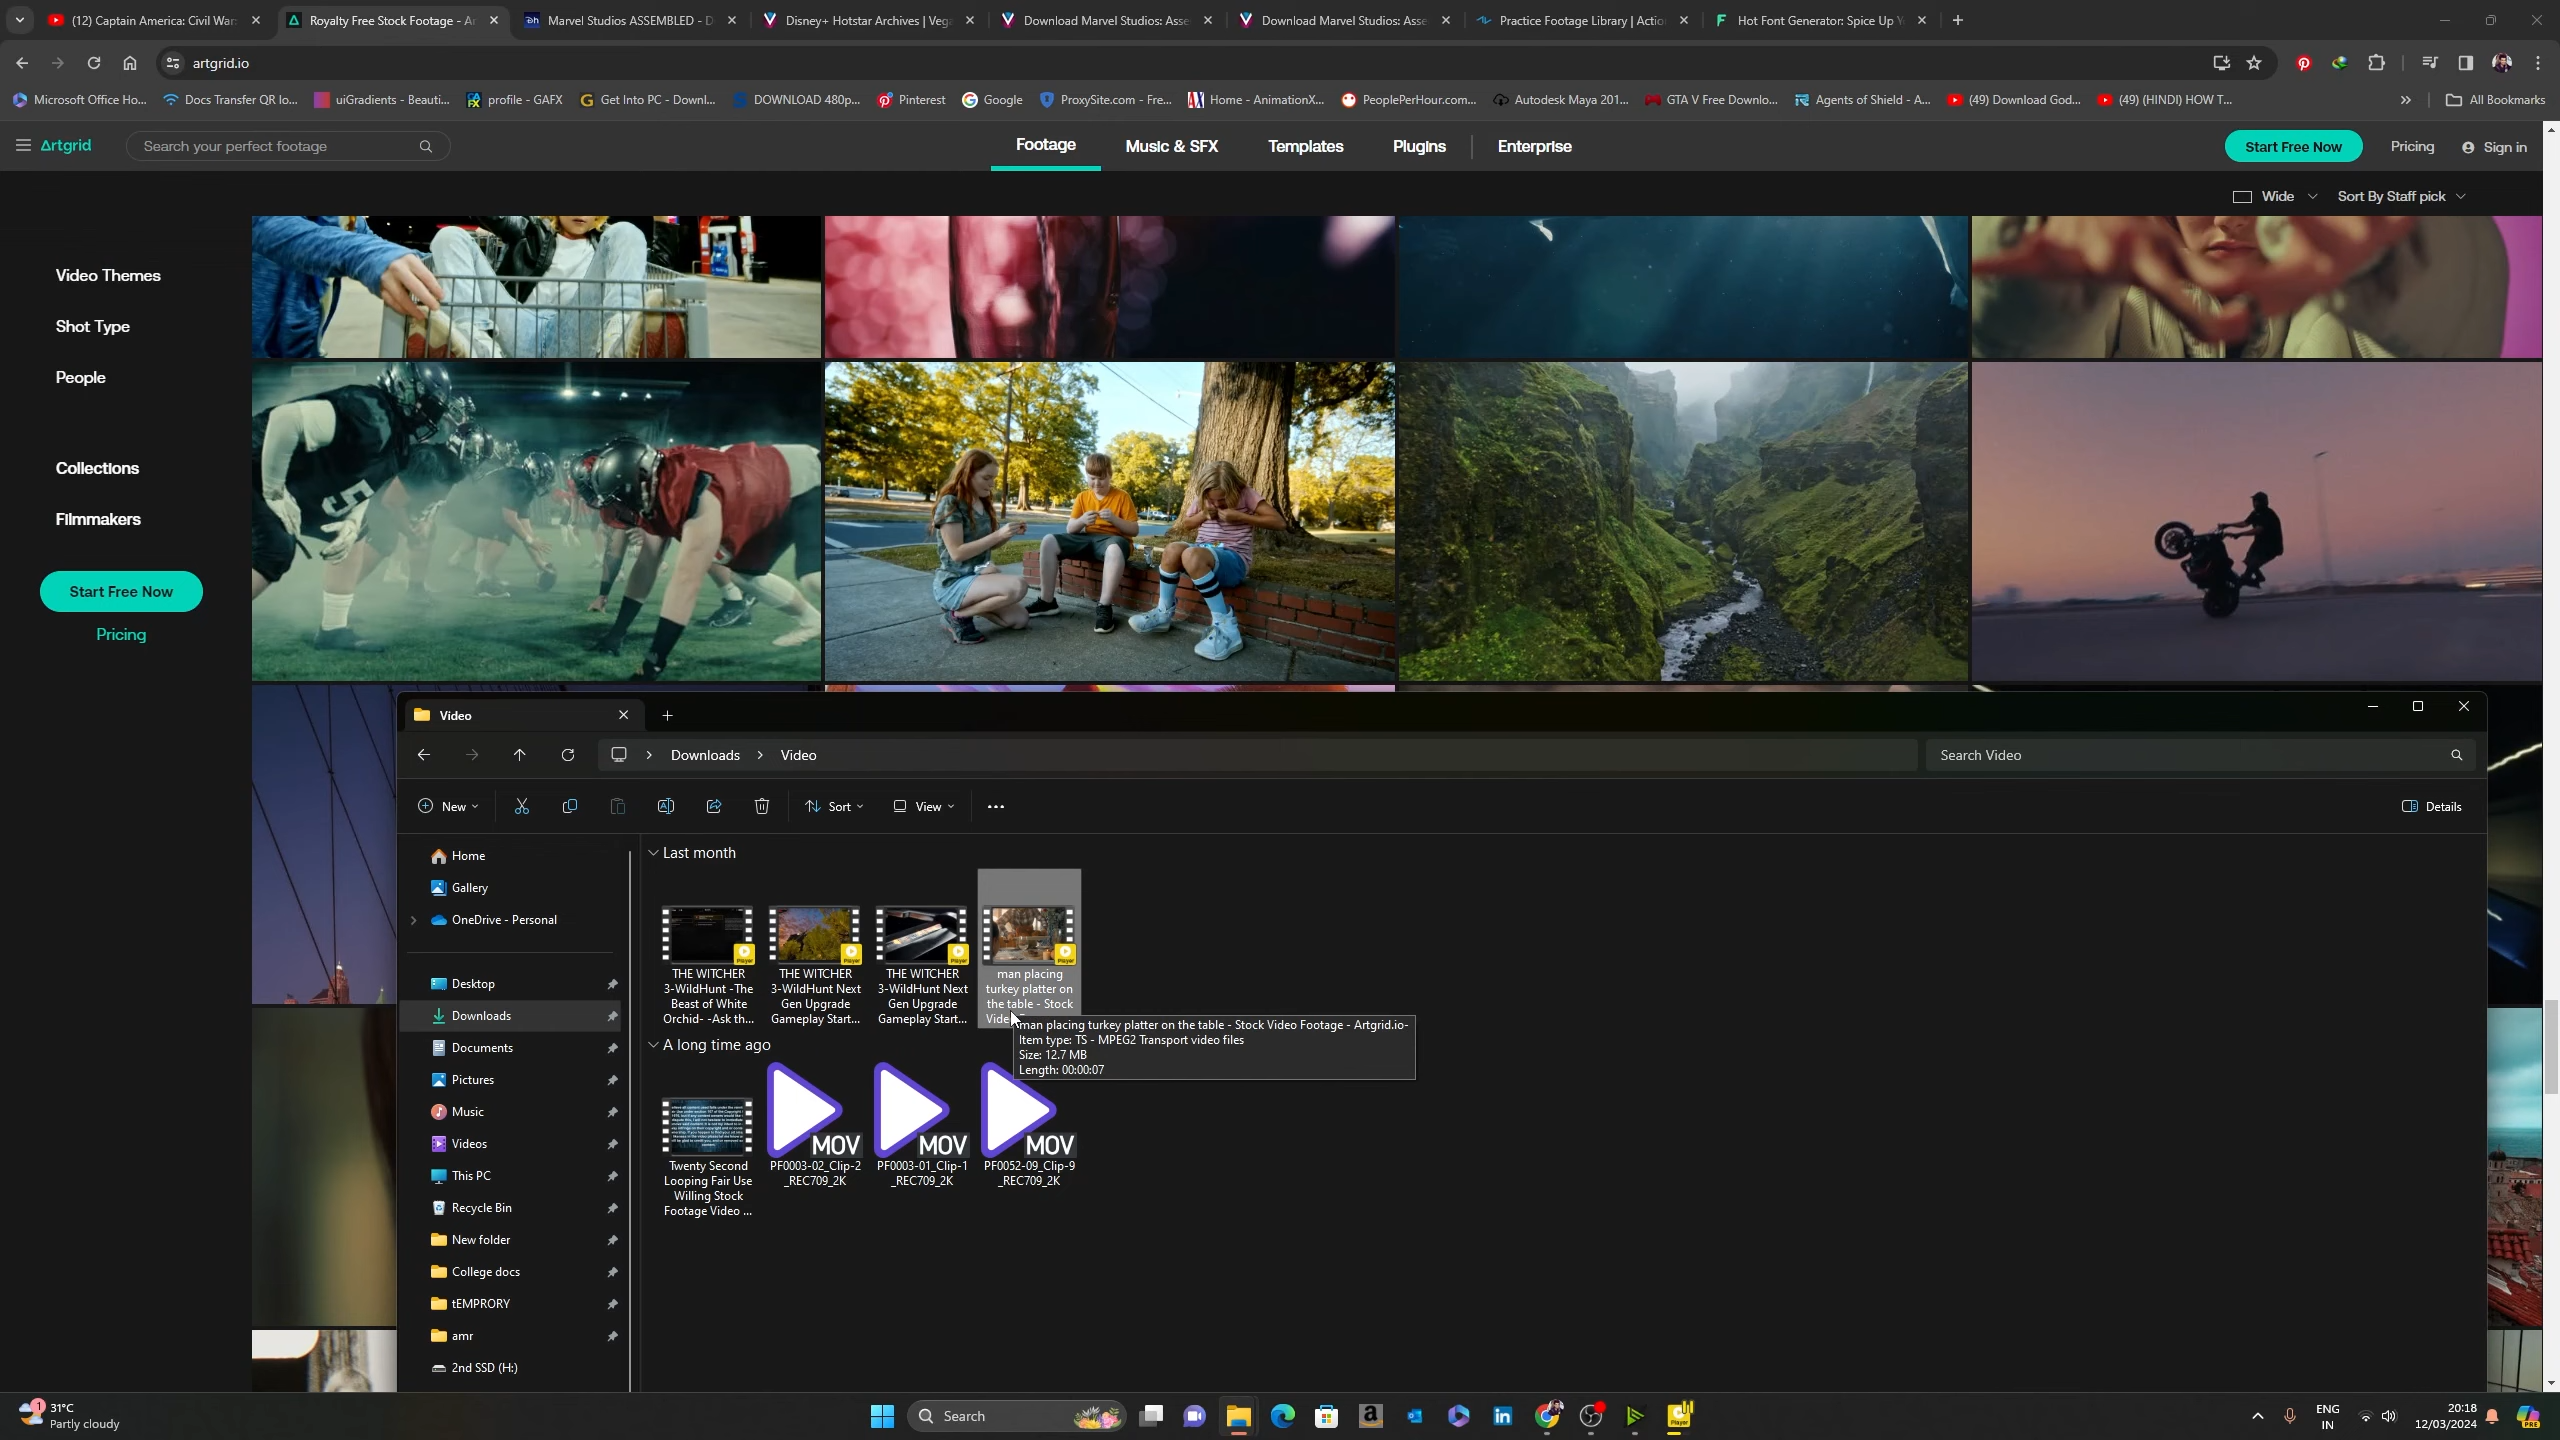 (12) Captain America: Civil War
Royalty Free Stock Footage - Ar
Marvel Studios ASSEMBLED - D
Disney+ Hotstar Archives | Vega
Download Marvel Studios: Asse
Download Marvel Studios: Asse
Practice Footage Library | Actio
Hot Font Generator: Spice Up Y
artgrid.io
Microsoft Office Ho...
Docs Transfer QR lo...
uiGradients - Beauti...
profile - GAFX
Get Into PC - Downl...
DOWNLOAD 480p...
Pinterest
Google
ProxySite.com - Fre...
Home - AnimationX...
PeoplePerHour.com...
Autodesk Maya 201...
GTA V Free Downlo...
Agents of Shield - A...
(49) Download God...
(49) (HINDI) HOW T...
All Bookmarks
Artgrid
Search your perfect footage
Footage
Music & SFX
Templates
Plugins
Enterprise
Start Free Now
Pricing
Sign in
Wide
Sort By Staff pick
Video Themes
Shot Type
People
Collections
Filmmakers
Start Free Now
Pricing
Video
Downloads
Video
Search Video
New
Sort
View
Details
Home
Gallery
OneDrive - Personal
Desktop
Downloads
Documents
Pictures
Music
Videos
This PC
Recycle Bin
New folder
College docs
tEMPRORY
amr
2nd SSD (H:)
Last month
THE WITCHER
3-WildHunt -The
Beast of White
Orchid- -Ask th...
THE WITCHER
3-WildHunt Next
Gen Upgrade
Gameplay Start...
THE WITCHER
3-WildHunt Next
Gen Upgrade
Gameplay Start...
man placing
turkey platter on
the table - Stock
man placing turkey platter on the table - Stock Video Footage - Artgrid.io-
Item type: TS - MPEG2 Transport video files
Size: 12.7 MB
Length: 00:00:07
A long time ago
Twenty Second
Looping Fair Use
Willing Stock
Footage Video ...
MOV
PF0003-02_Clip-2
_REC709_2K
MOV
PF0003-01_Clip-1
_REC709_2K
MOV
PF0052-09_Clip-9
_REC709_2K
1
31°C
Partly cloudy
Search
ENG
IN
20:18
12/03/2024